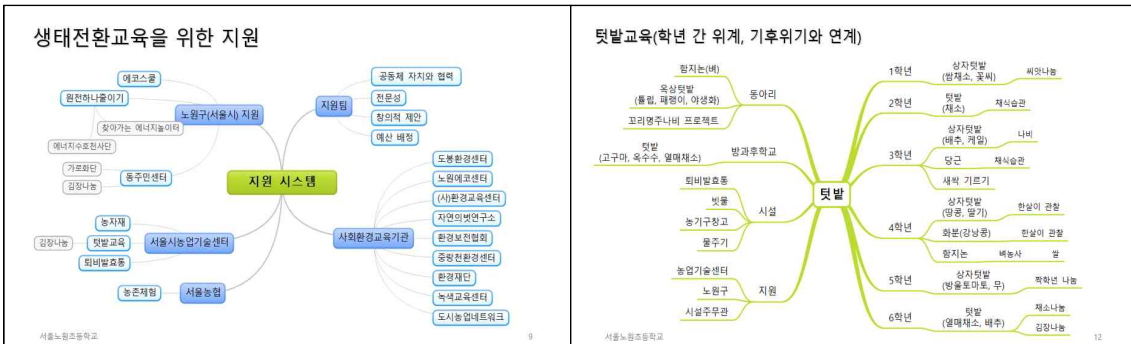 생태전환교육을 위한 지원
에코스쿨
원전하나줄이기
노원구(서울시) 지원
찾아가는 에너지놀이터
에너지수호천사단
가로화단
동주민센터
김장나눔
농자재
김장나눔
텃밭교육
서울시농업기술센터
퇴비발효통
농촌체험
서울농협
지원 시스템
지원팀
공동체 자치와 협력
전문성
창의적 제안
예산 배정
사회환경교육기관
도봉환경센터
노원에코센터
(사)환경교육센터
자연의벗연구소
환경보전협회
중랑천환경센터
환경재단
녹색교육센터
도시농업네트워크
서울노원초등학교
9
텃밭교육(학년 간 위계, 기후위기와 연계)
함지논(벼)
옥상텃밭
(튤립, 패랭이, 야생화)
동아리
꼬리명주나비 프로젝트
텃밭
(고구마, 옥수수, 열매채소)
방과후학교
퇴비발효통
빗물
시설
농기구창고
물주기
농업기술센터
노원구
지원
시설주무관
텃밭
1학년
상자텃밭
(쌈채소, 꽃씨)
씨앗나눔
2학년
텃밭
(채소)
채식습관
3학년
상자텃밭
(배추, 케일)
나비
당근
채식습관
새싹 기르기
4학년
상자텃밭
(땅콩, 딸기)
한살이 관찰
화분(강낭콩)
한살이 관찰
함지논
벼농사
쌀
5학년
상자텃밭
(방울토마토, 무)
짝학년 나눔
6학년
텃밭
(열매채소, 배추)
채소나눔
김장나눔
서울노원초등학교
12